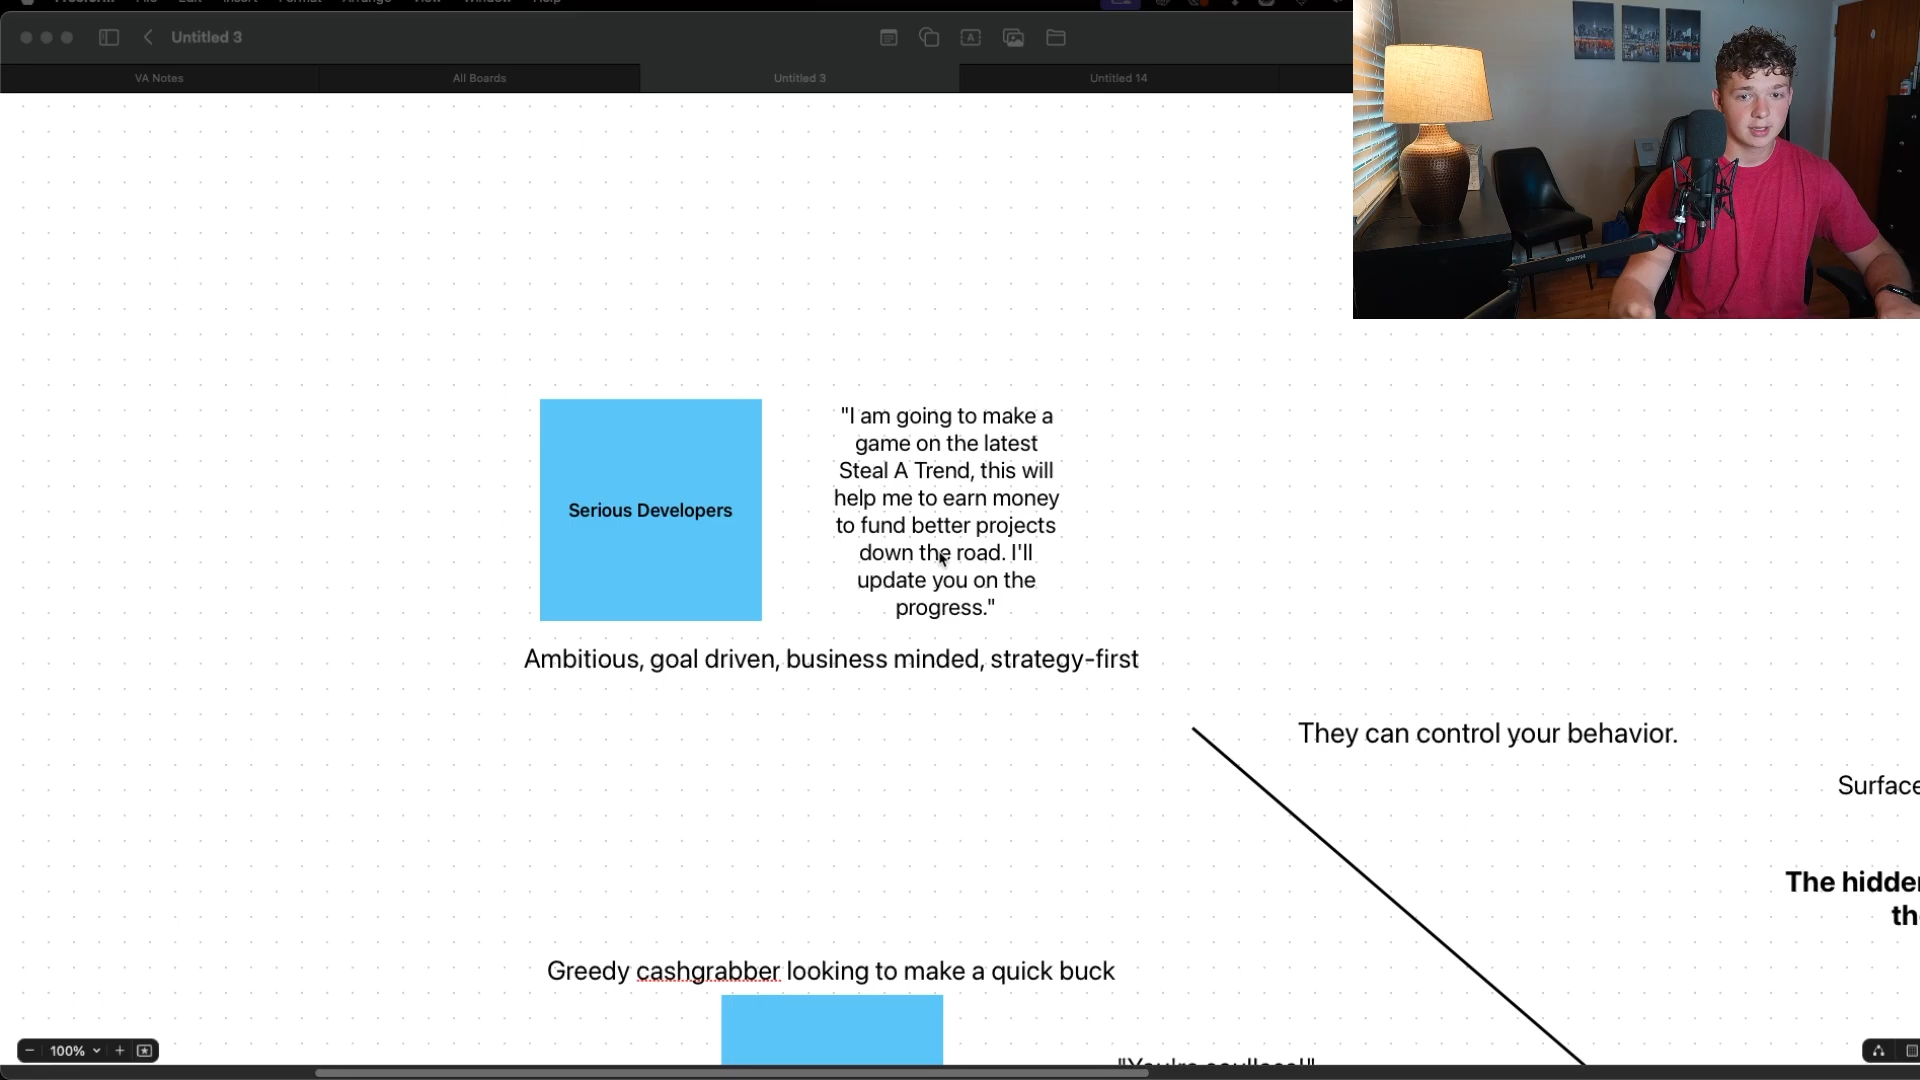 Untitled 3
VA Notes
All Boards
Untitled 3
Untitled 14
Serious Developers
"I am going to make a
game on the latest
Steal A Trend, this will
help me to earn money
to fund better projects
down the road. I'll
update you on the
progress."
Ambitious, goal driven, business minded, strategy-first
They can control your behavior.
Surface
The hidden
th
Greedy cashgrabber looking to make a quick buck
100%